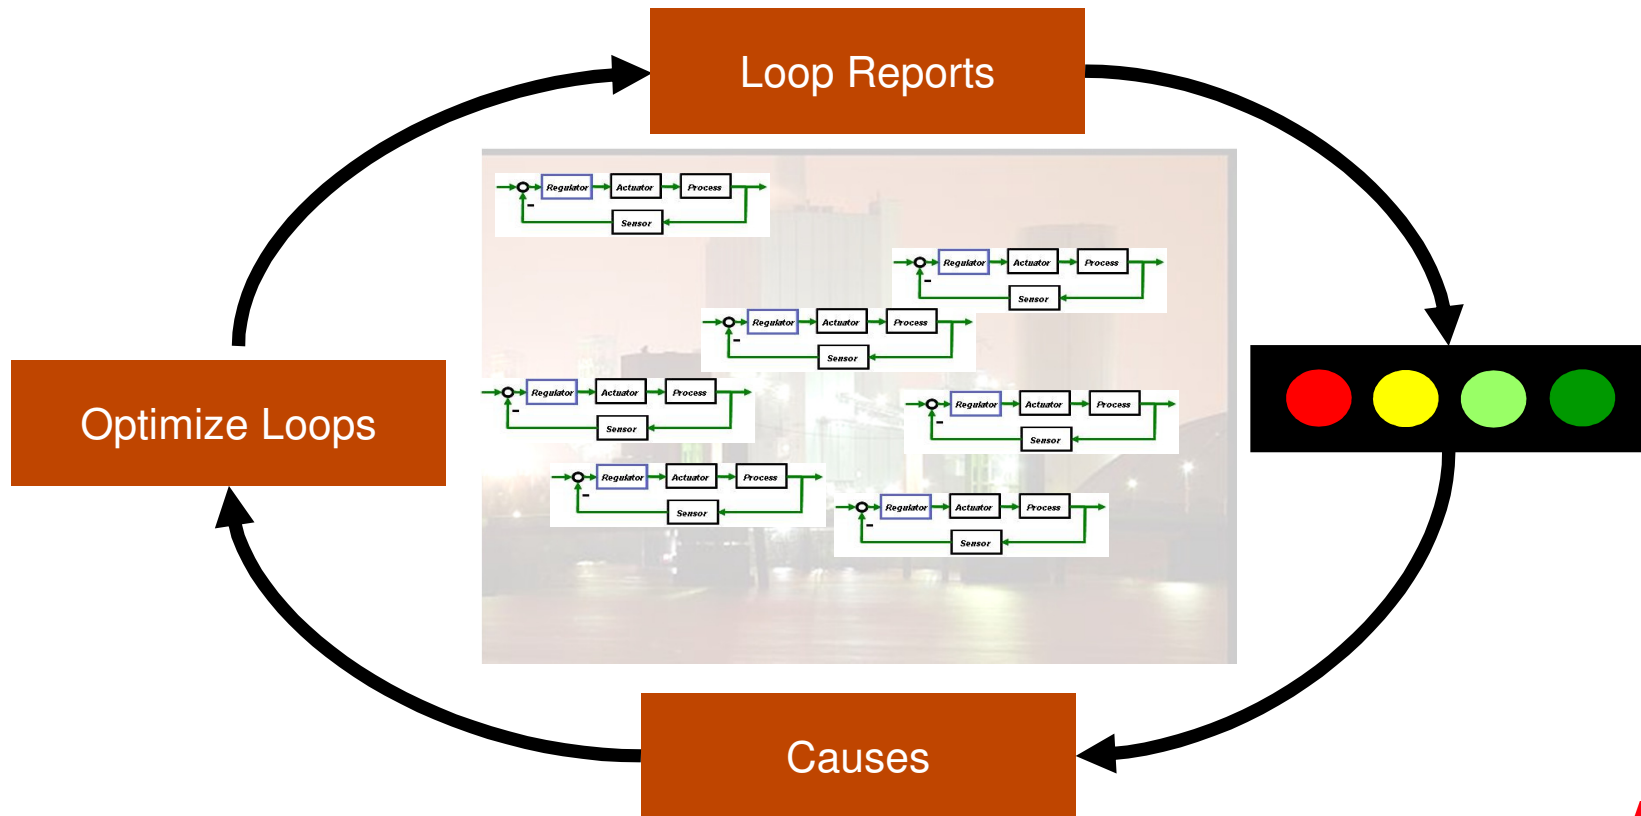 Loop Reports
Regulator Actuator Process
-
Sensor
Regulator Actuator Process
-
Sensor
Regulator Actuator Process
-
Sensor
Regulator Actuator Process
-
Sensor
Regulator Actuator Process
-
Sensor
Optimize Loops
Regulator Actuator Process
-
Sensor
Regulator Actuator Process
-
Sensor
Causes